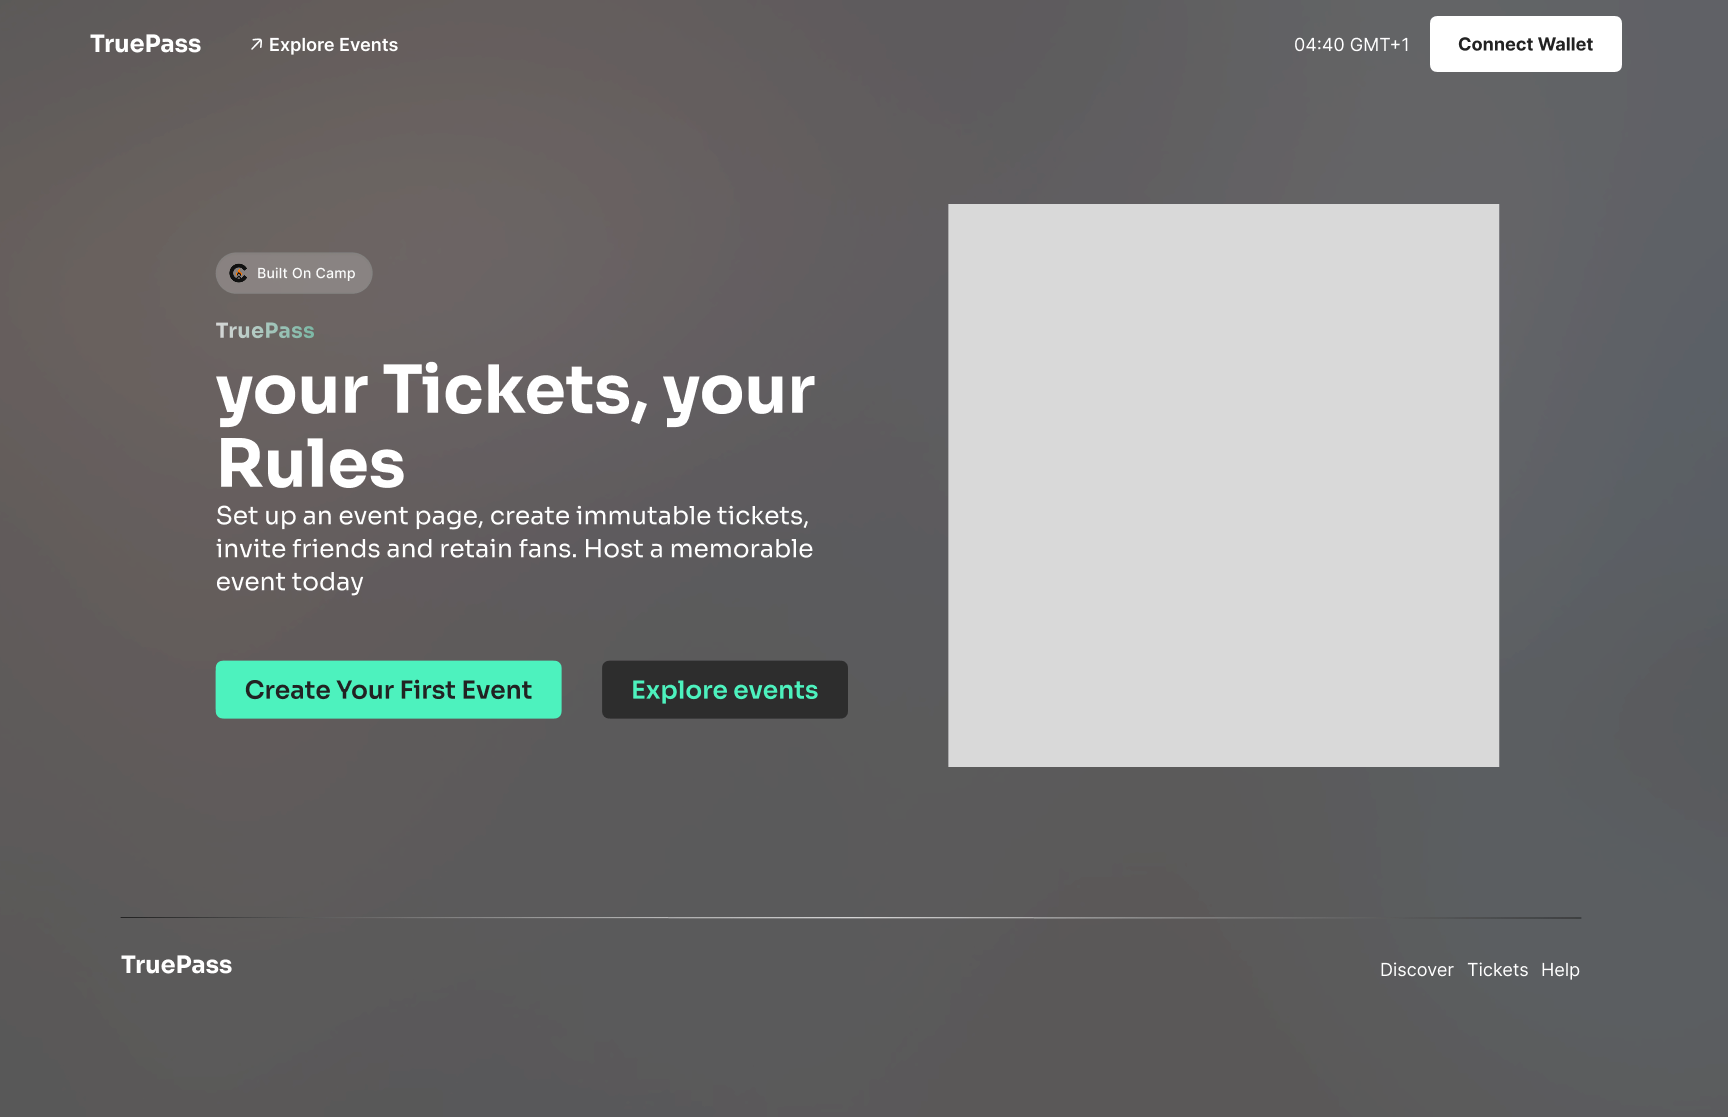 TruePass
Explore Events
04:40 GMT+1
Connect Wallet
Built On Camp
TruePass
your Tickets, your
Rules
Set up an event page, create immutable tickets,
invite friends and retain fans. Host a memorable
event today
Create Your First Event
Explore events
TruePass
Discover Tickets Help